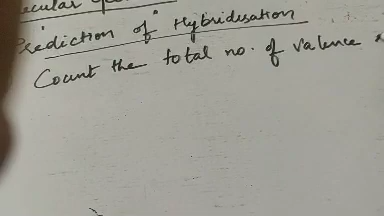 Prediction of Hybridisation
Count the total no. of valence